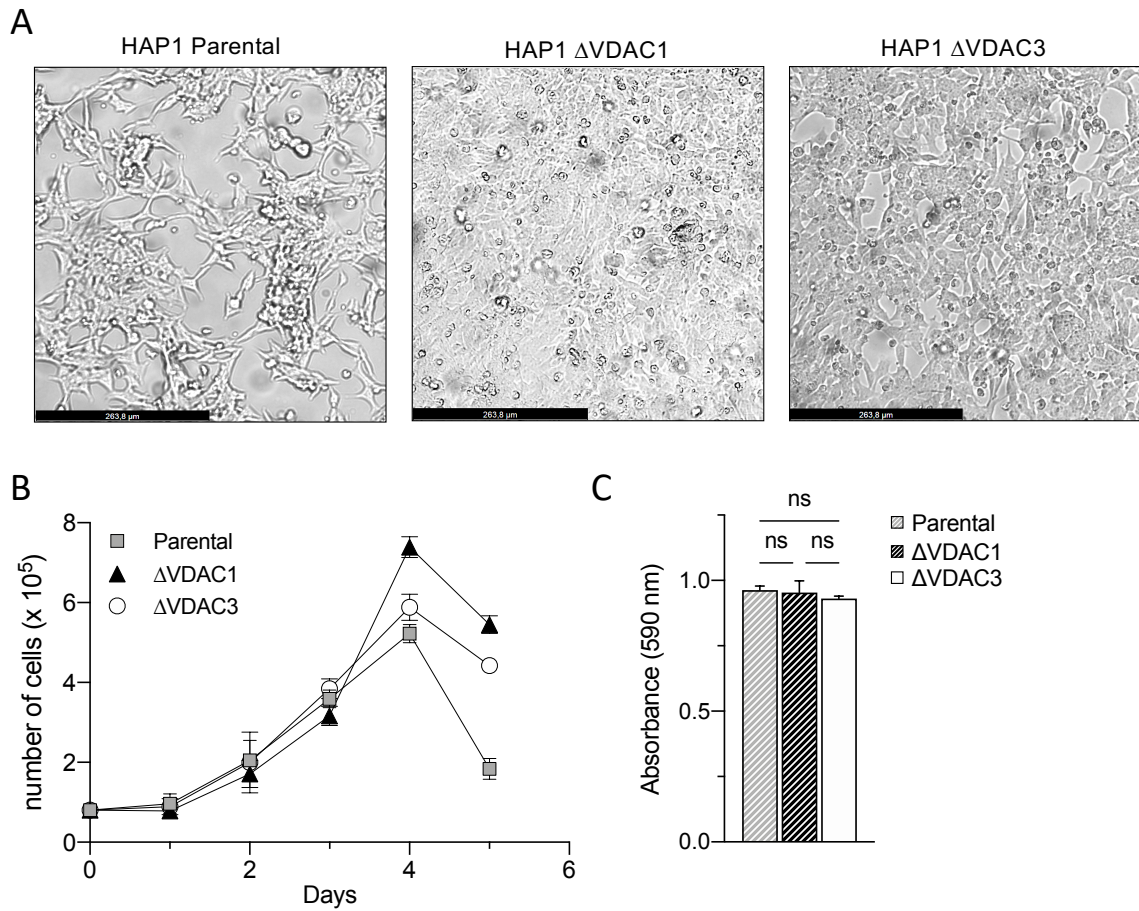 A
HAP1 Parental
HAP1 ΔVDAC1
HAP1 ΔVDAC3
263,8 µm
263,8 µm
263,8 µm
B
8
6
4
2
0
number of cells (x 10⁵)
Parental
ΔVDAC1
ΔVDAC3
0
2
4
6
Days
C
ns
ns
ns
1.0
0.5
0.0
Absorbance (590 nm)
Parental
ΔVDAC1
ΔVDAC3